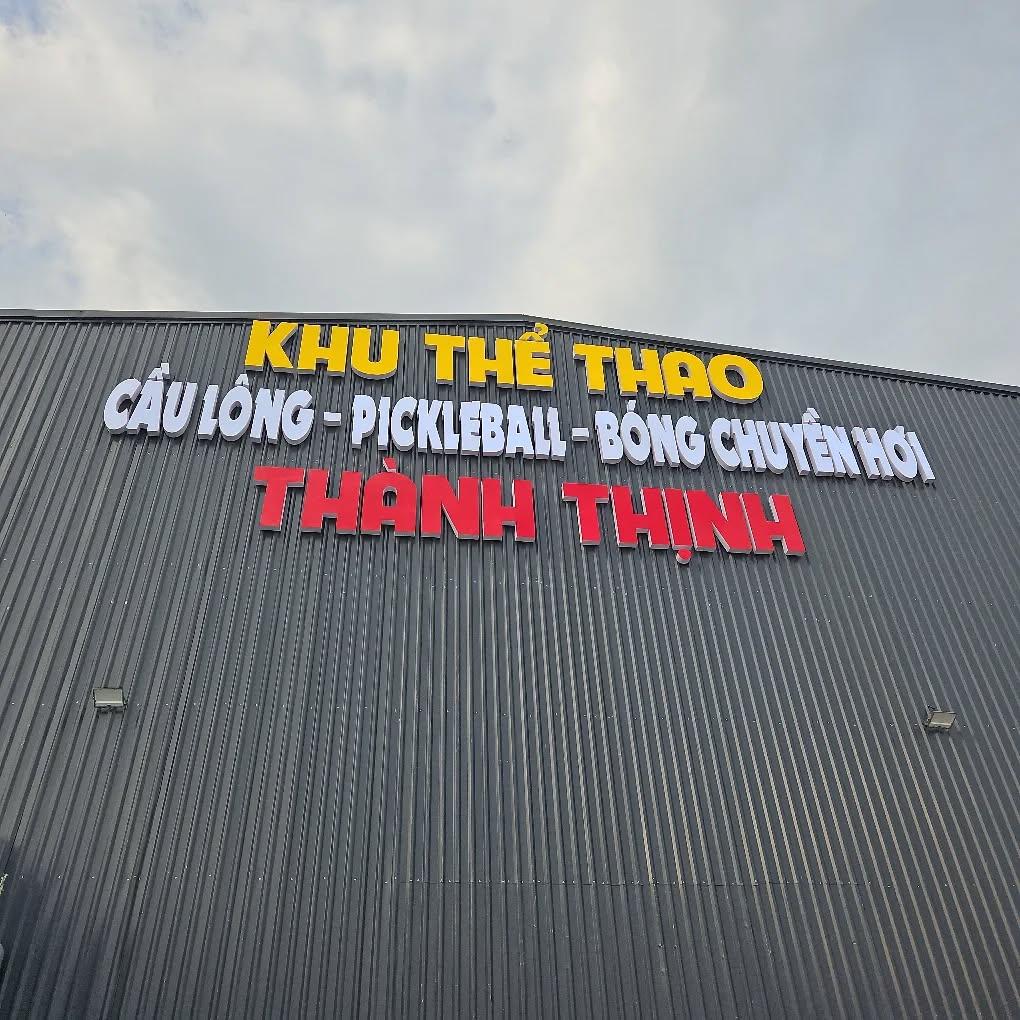 KHU THỂ THAO
CẦU LÔNG - PICKLEBALL - BÓNG CHUYỀN HƠI
THÀNH THỊNH